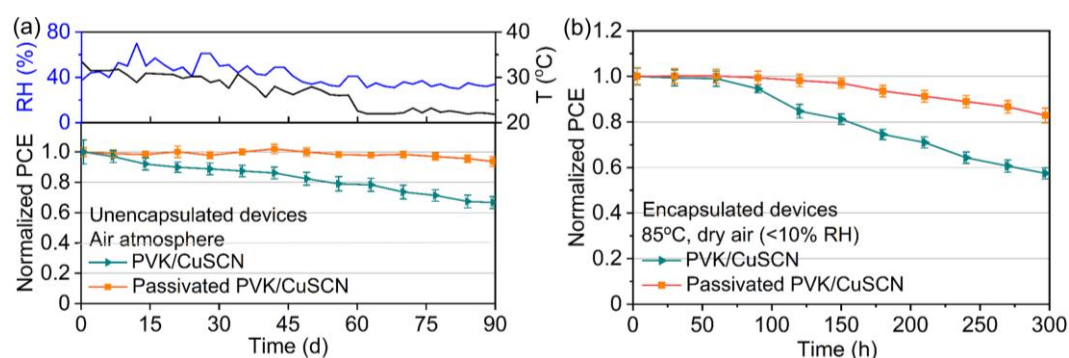 (a)
80
40
0
RH (%)
40
30
20
T (°C)
1.0
0.8
0.6
0.4
0.2
0
Normalized PCE
Unencapsulated devices
Air atmosphere
PVK/CuSCN
Passivated PVK/CuSCN
0 15 30 45 60 75 90
Time (d)
(b)
1.2
1.0
0.8
0.6
0.4
0.2
0
Normalized PCE
Encapsulated devices
85ºC, dry air (<10% RH)
PVK/CuSCN
Passivated PVK/CuSCN
0 50 100 150 200 250 300
Time (h)